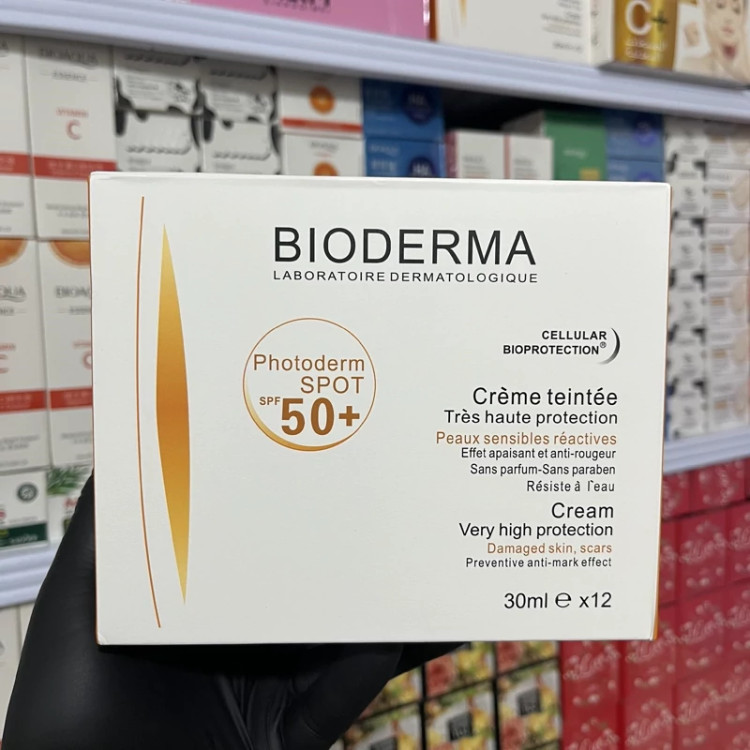 BIODERMA
LABORATOIRE DERMATOLOGIQUE
CELLULAR
BIOPROTECTION®
Photoderm
SPOT
SPF 50+
Crème teintée
Très haute protection
Peaux sensibles réactives
Effet apaisant et anti-rougeur
Sans parfum-Sans paraben
Résiste à l'eau
Cream
Very high protection
Damaged skin, scars
Preventive anti-mark effect
30ml e x12
BIOAQUA
C
C+